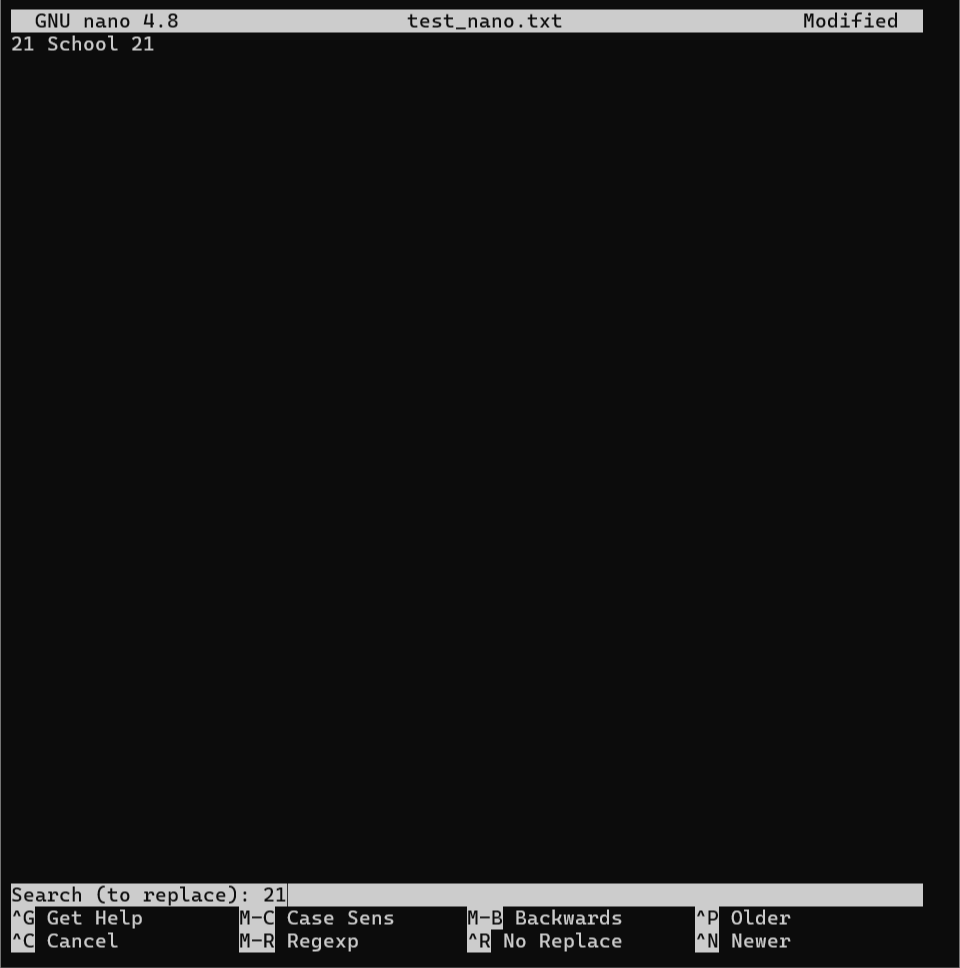 GNU nano 4.8 test_nano.txt Modified
21 School 21
Search (to replace): 21
^G Get Help M-C Case Sens M-B Backwards ^P Older
^C Cancel M-R Regexp ^R No Replace ^N Newer